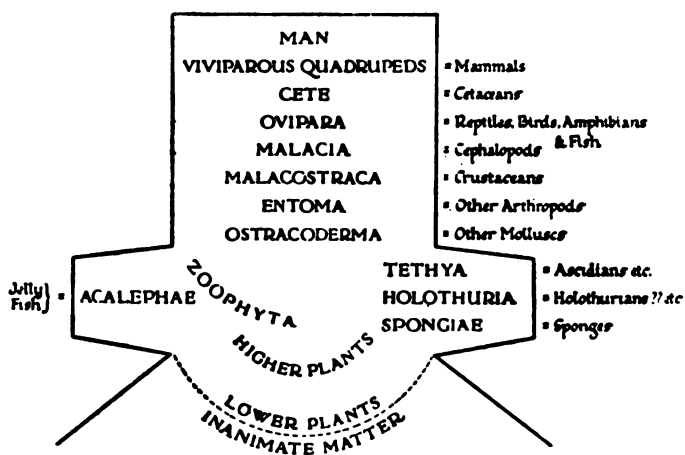 MAN
VIVIPAROUS QUADRUPEDS = Mammals
CETE = Cetaceans
OVIPARA = Reptiles, Birds, Amphibians & Fish
MALACIA = Cephalopods
MALACOSTRACA = Crustaceans
ENTOMA = Other Arthropods
OSTRACODERMA = Other Molluscs
TETHYA = Ascidians etc.
Jelly Fish } = ACALEPHAE
ZOOPHYTA
HOLOTHURIA = Holothurians ?? etc
SPONGIAE = Sponges
HIGHER PLANTS
LOWER PLANTS
INANIMATE MATTER